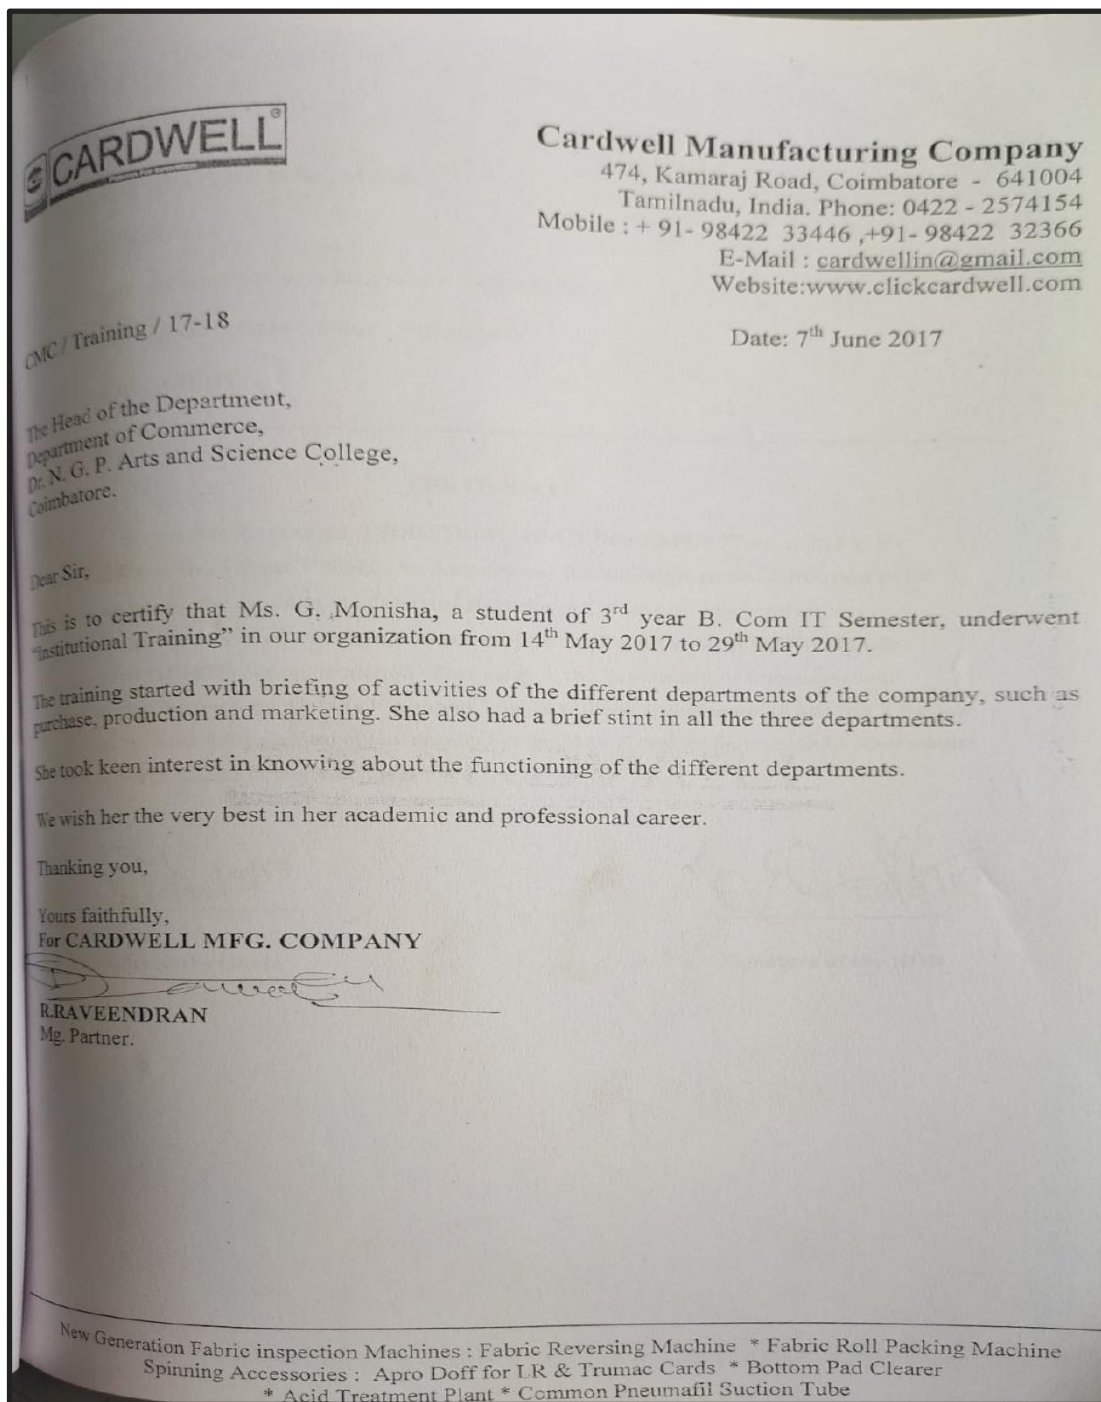 CARDWELL
Cardwell Manufacturing Company
474, Kamaraj Road, Coimbatore - 641004
Tamilnadu, India. Phone: 0422 - 2574154
Mobile : + 91- 98422 33446 ,+91- 98422 32366
E-Mail : cardwellin@gmail.com
Website:www.clickcardwell.com
CMC / Training / 17-18
Date: 7th June 2017
The Head of the Department,
Department of Commerce,
Dr. N. G. P. Arts and Science College,
Coimbatore.
Dear Sir,
This is to certify that Ms. G. Monisha, a student of 3rd year B. Com IT Semester, underwent
“Institutional Training” in our organization from 14th May 2017 to 29th May 2017.
The training started with briefing of activities of the different departments of the company, such as
purchase, production and marketing. She also had a brief stint in all the three departments.
She took keen interest in knowing about the functioning of the different departments.
We wish her the very best in her academic and professional career.
Thanking you,
Yours faithfully,
For CARDWELL MFG. COMPANY
R.RAVEENDRAN
Mg. Partner.
New Generation Fabric inspection Machines : Fabric Reversing Machine * Fabric Roll Packing Machine
Spinning Accessories : Apro Doff for LR & Trumac Cards * Bottom Pad Clearer
* Acid Treatment Plant * Common Pneumafil Suction Tube